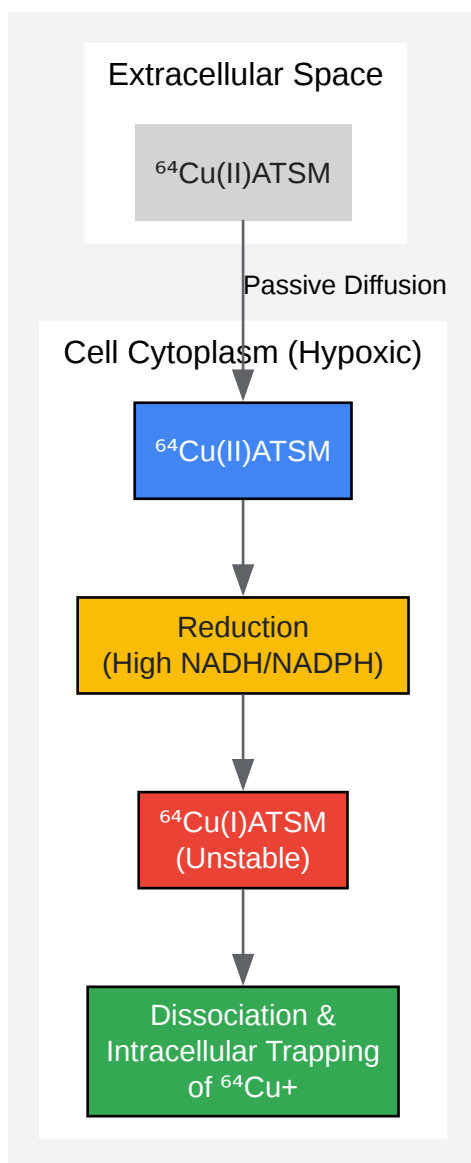 Extracellular Space
⁶⁴Cu(II)ATSM
Passive Diffusion
Cell Cytoplasm (Hypoxic)
⁶⁴Cu(II)ATSM
Reduction
(High NADH/NADPH)
⁶⁴Cu(I)ATSM
(Unstable)
Dissociation &
Intracellular Trapping
of ⁶⁴Cu+